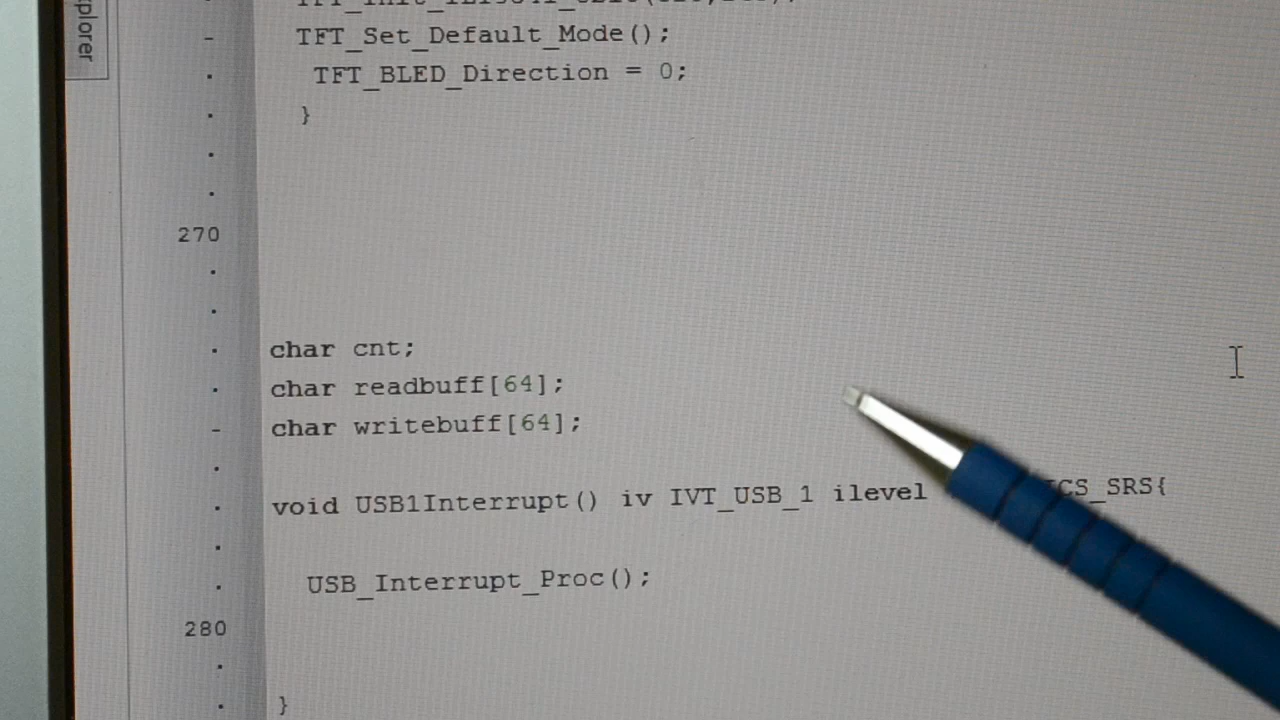 plorer
TFT_Set_Default_Mode();
TFT_BLED_Direction = 0;
}
270
char cnt;
char readbuff[64];
char writebuff[64];
void USB1Interrupt() iv IVT_USB_1 ilevel CS_SRS{
USB_Interrupt_Proc();
280
}